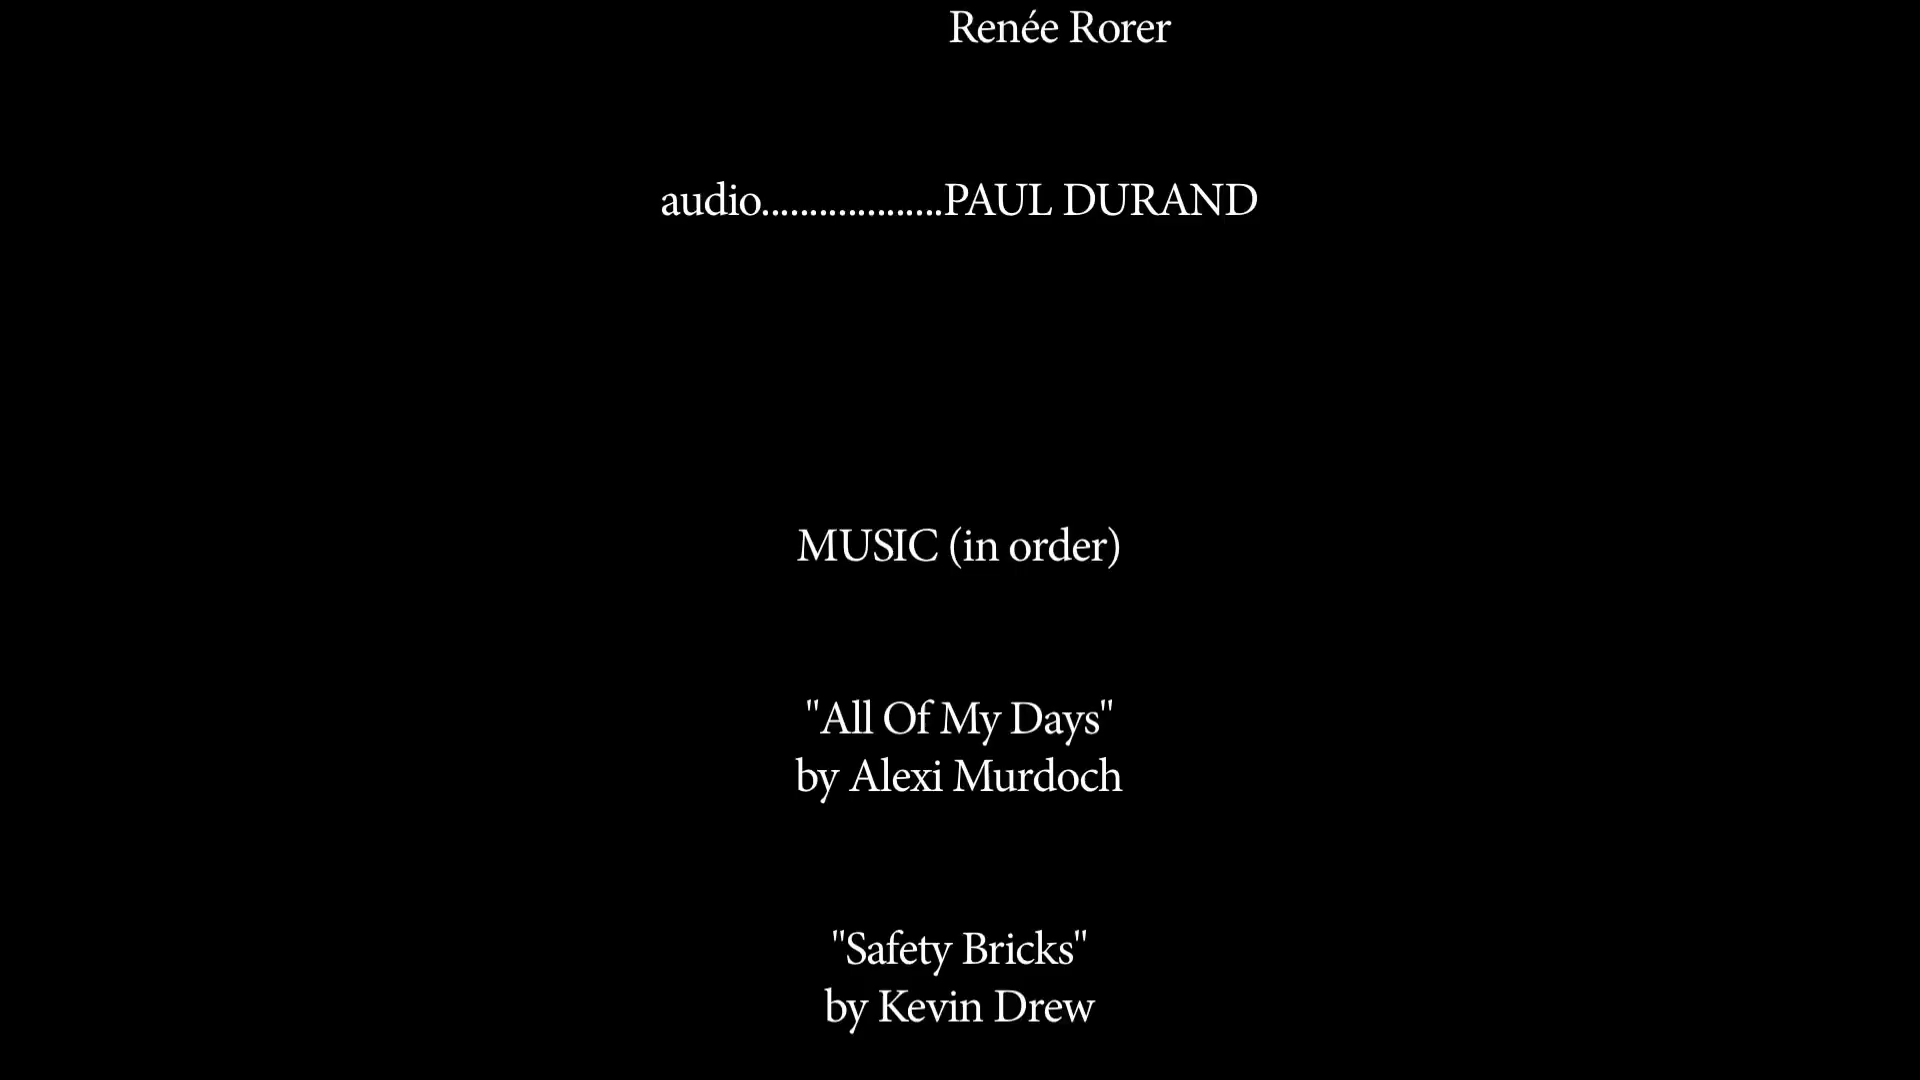 Renée Rorer
audio...................PAUL DURAND
MUSIC (in order)
"All Of My Days"
by Alexi Murdoch
"Safety Bricks"
by Kevin Drew